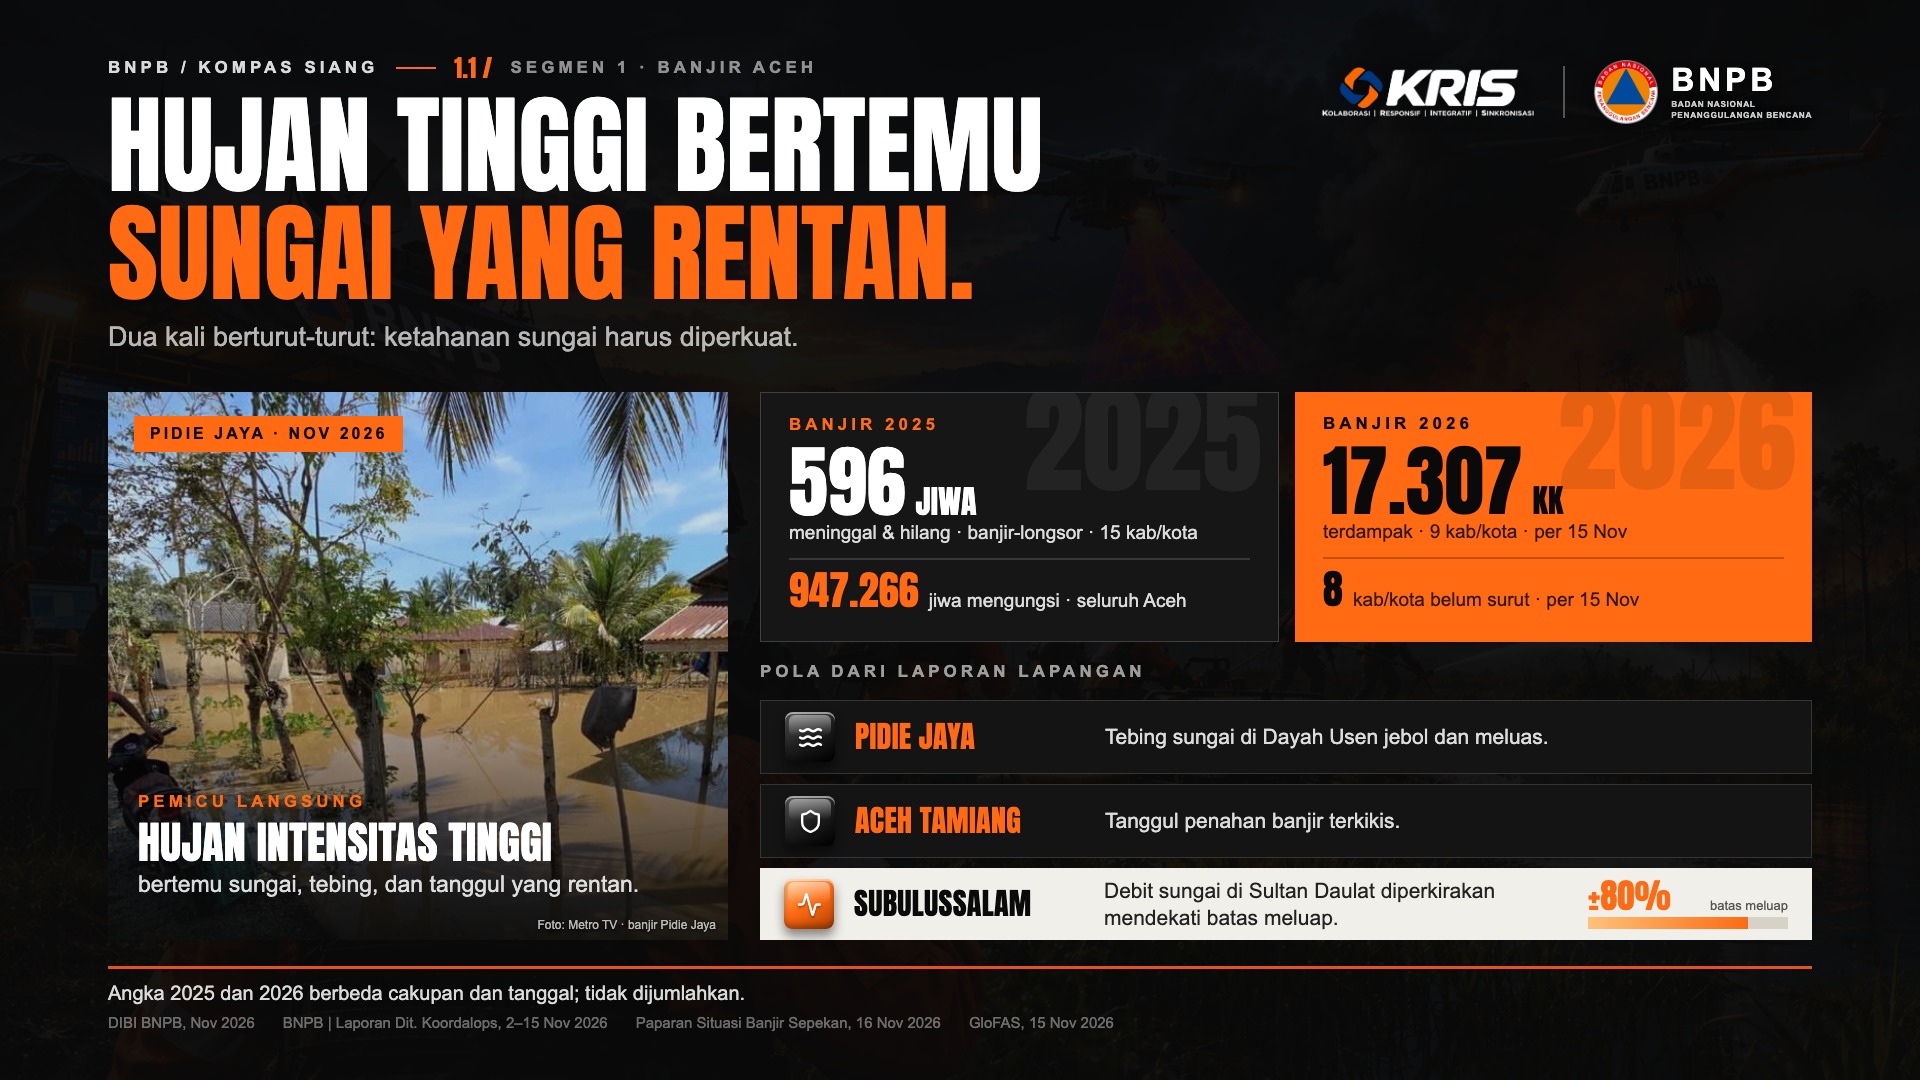 BNPB / KOMPAS SIANG — 1.1 / SEGMEN 1 · BANJIR ACEH
HUJAN TINGGI BERTEMU
SUNGAI YANG RENTAN.
Dua kali berturut-turut: ketahanan sungai harus diperkuat.
KRIS
KOLABORASI | RESPONSIF | INTEGRATIF | SINKRONISASI
BADAN NASIONAL
PENANGGULANGAN BENCANA
BNPB
BADAN NASIONAL
PENANGGULANGAN BENCANA
BNPB
BNPB
PIDIE JAYA · NOV 2026
PEMICU LANGSUNG
HUJAN INTENSITAS TINGGI
bertemu sungai, tebing, dan tanggul yang rentan.
Foto: Metro TV · banjir Pidie Jaya
2025
BANJIR 2025
596 JIWA
meninggal & hilang · banjir-longsor · 15 kab/kota
947.266 jiwa mengungsi · seluruh Aceh
2026
BANJIR 2026
17.307 KK
terdampak · 9 kab/kota · per 15 Nov
8 kab/kota belum surut · per 15 Nov
POLA DARI LAPORAN LAPANGAN
PIDIE JAYA Tebing sungai di Dayah Usen jebol dan meluas.
ACEH TAMIANG Tanggul penahan banjir terkikis.
SUBULUSSALAM Debit sungai di Sultan Daulat diperkirakan
mendekati batas meluap.
±80% batas meluap
Angka 2025 dan 2026 berbeda cakupan dan tanggal; tidak dijumlahkan.
DIBI BNPB, Nov 2026 BNPB | Laporan Dit. Koordalops, 2–15 Nov 2026 Paparan Situasi Banjir Sepekan, 16 Nov 2026 GloFAS, 15 Nov 2026